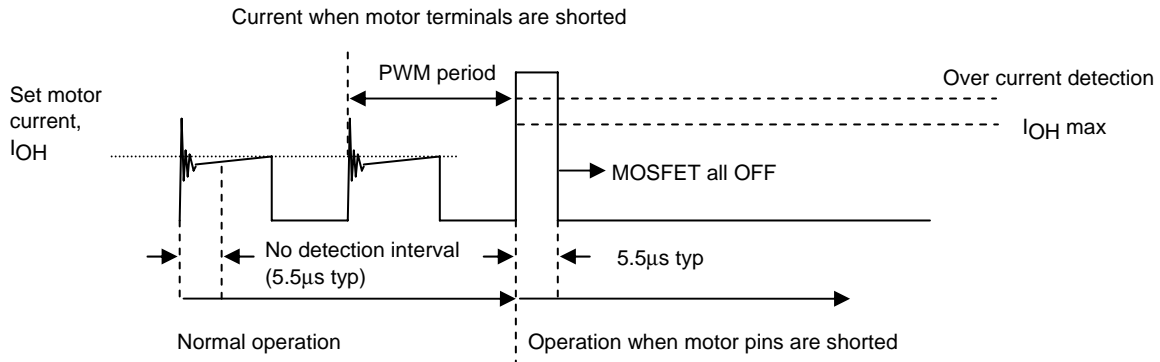 Current when motor terminals are shorted
PWM period
Over current detection
Set motor
current,
IOH
IOH max
MOSFET all OFF
No detection interval
(5.5μs typ)
5.5μs typ
Normal operation
Operation when motor pins are shorted